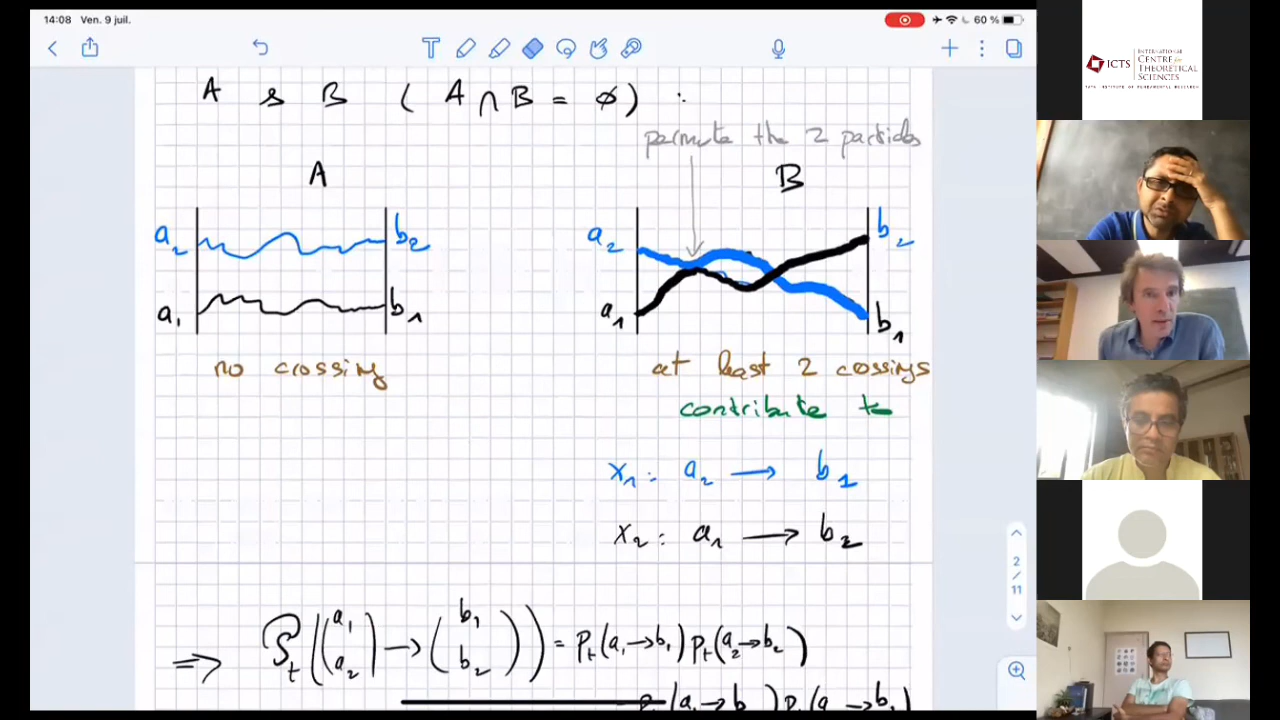 14:08 Ven. 9 juil.
60 %
A & B ( A ∩ B = ∅ ) :
permute the 2 particles
A
B
a2
b2
a1
b1
a2
b2
a1
b1
no crossing
at least 2 cossings
contribute to
x1 : a2 → b1
x2 : a1 → b2
2
/
11
⇒ Pt((a1 a2) → (b1 b2)) = Pt(a1→b1) Pt(a2→b2)
ICTS
INTERNATIONAL
CENTRE for
THEORETICAL
SCIENCES